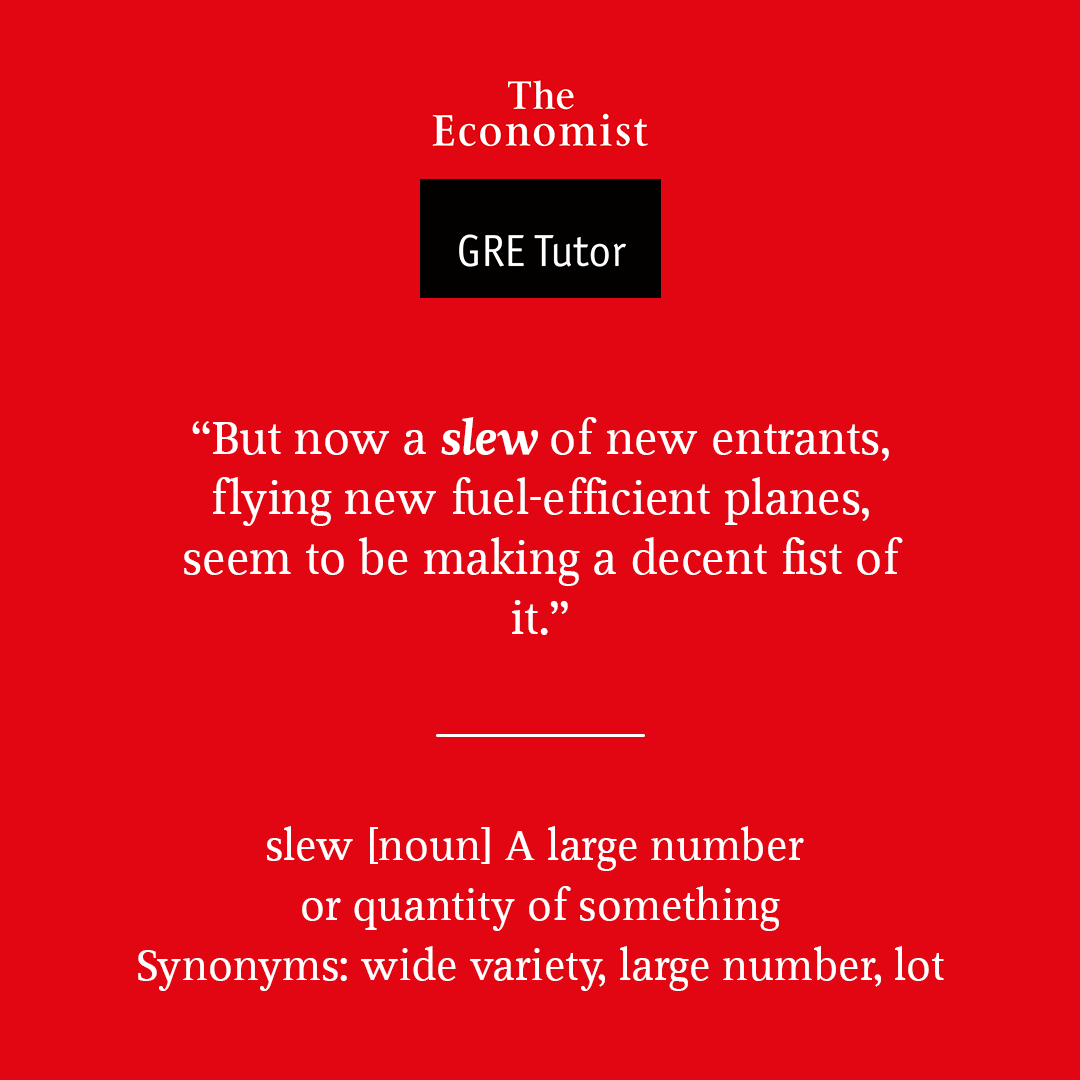 The
Economist
GRE Tutor
“But now a slew of new entrants,
flying new fuel-efficient planes,
seem to be making a decent fist of
it.”
slew [noun] A large number
or quantity of something
Synonyms: wide variety, large number, lot